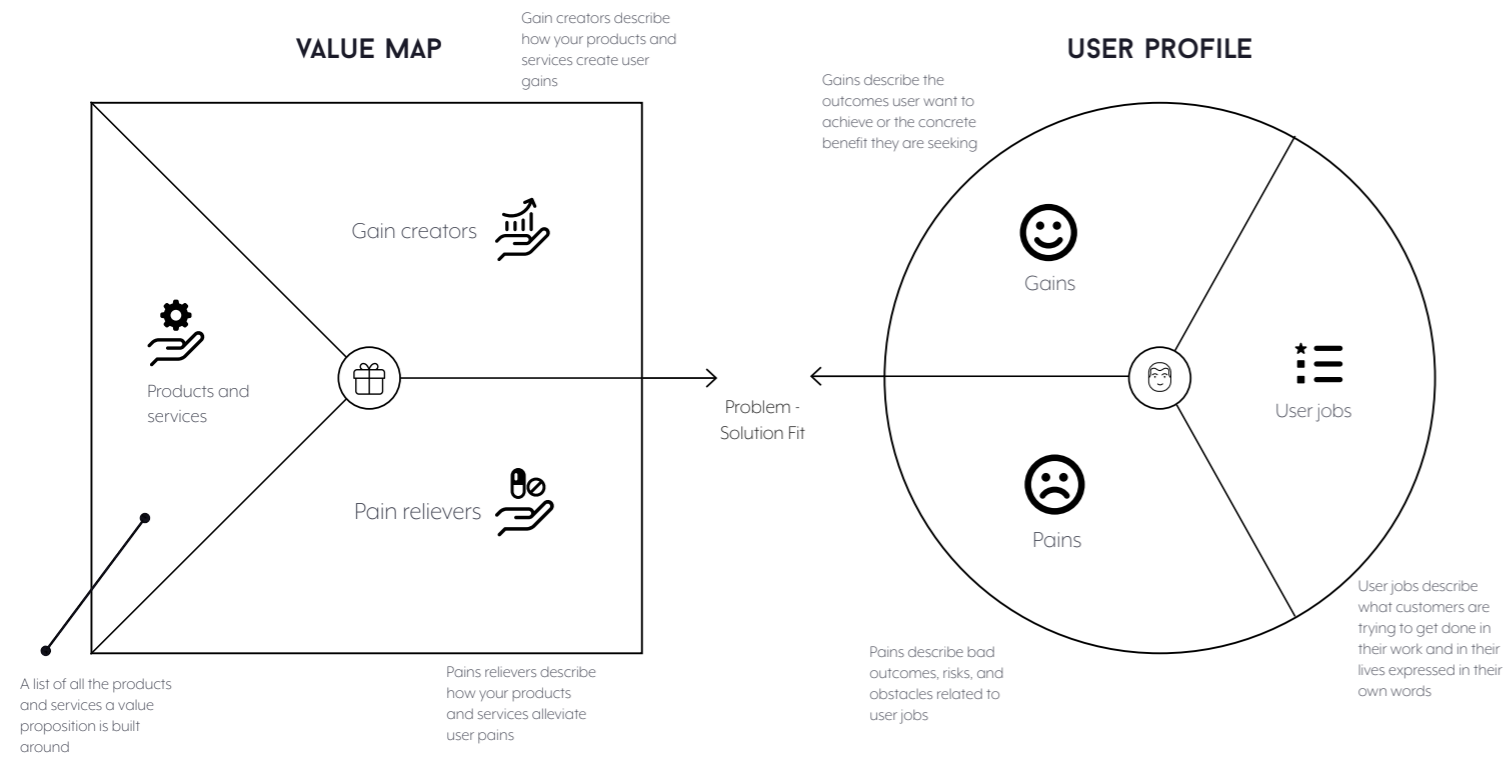 Gain creators describe
how your products and
services create user
gains
VALUE MAP
USER PROFILE
Gains describe the
outcomes user want to
achieve or the concrete
benefit they are seeking
Gain creators
Gains
Products and
services
Problem -
Solution Fit
User jobs
Pain relievers
Pains
A list of all the products
and services a value
proposition is built
around
Pains relievers describe
how your products
and services alleviate
user pains
Pains describe bad
outcomes, risks, and
obstacles related to
user jobs
User jobs describe
what customers are
trying to get done in
their work and in their
lives expressed in their
own words